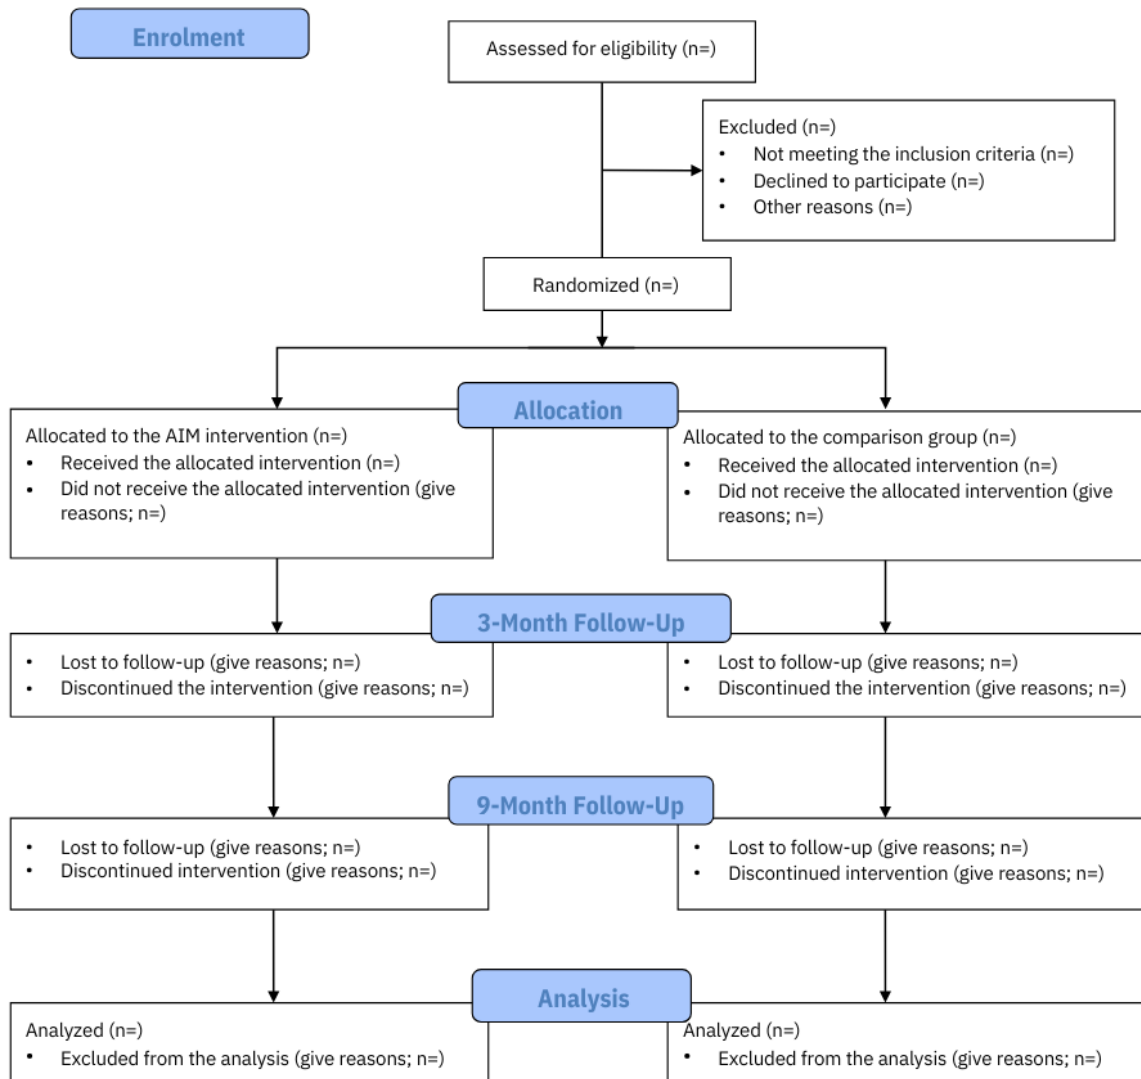 Enrolment
Assessed for eligibility (n=)
Excluded (n=)
• Not meeting the inclusion criteria (n=)
• Declined to participate (n=)
• Other reasons (n=)
Randomized (n=)
Allocation
Allocated to the AIM intervention (n=)
• Received the allocated intervention (n=)
• Did not receive the allocated intervention (give
reasons; n=)
Allocated to the comparison group (n=)
• Received the allocated intervention (n=)
• Did not receive the allocated intervention (give
reasons; n=)
3-Month Follow-Up
• Lost to follow-up (give reasons; n=)
• Discontinued the intervention (give reasons; n=)
• Lost to follow-up (give reasons; n=)
• Discontinued the intervention (give reasons; n=)
9-Month Follow-Up
• Lost to follow-up (give reasons; n=)
• Discontinued intervention (give reasons; n=)
• Lost to follow-up (give reasons; n=)
• Discontinued intervention (give reasons; n=)
Analysis
Analyzed (n=)
• Excluded from the analysis (give reasons; n=)
Analyzed (n=)
• Excluded from the analysis (give reasons; n=)